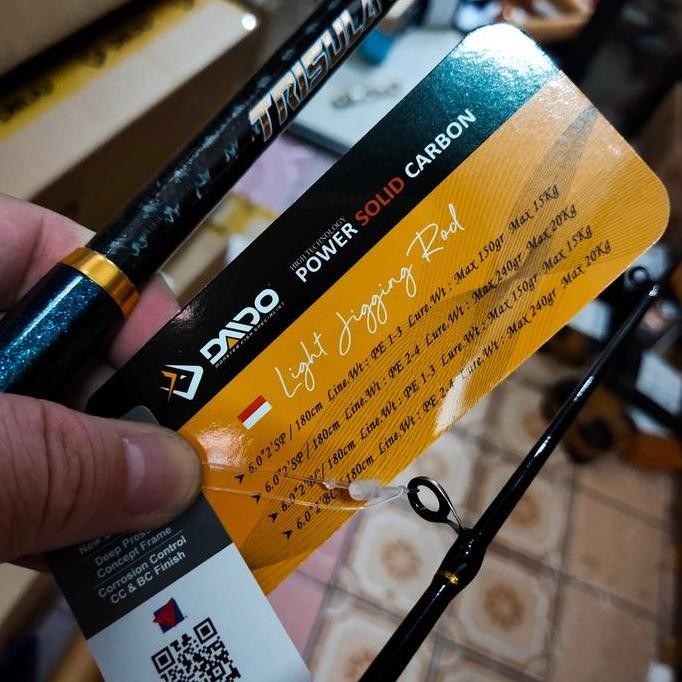 TRISULA
HIGH TECHNOLOGY
POWER SOLID CARBON
DAIDO
Light Jigging Rod
6.0"2'SP / 180cm Line.Wt : PE 1-3 Lure.Wt : Max 150gr Max 15Kg
6.0"2'SP / 180cm Line.Wt : PE 2-4 Lure.Wt : Max 240gr Max 20Kg
6.0"2'BC / 180cm Line.Wt : PE 1-3 Lure.Wt : Max 150gr Max 15Kg
6.0"2'BC / 180cm Line.Wt : PE 2-4 Lure.Wt : Max 240gr Max 20Kg
New
Deep
Concept Frame
Corrosion Control
CC & BC Finish